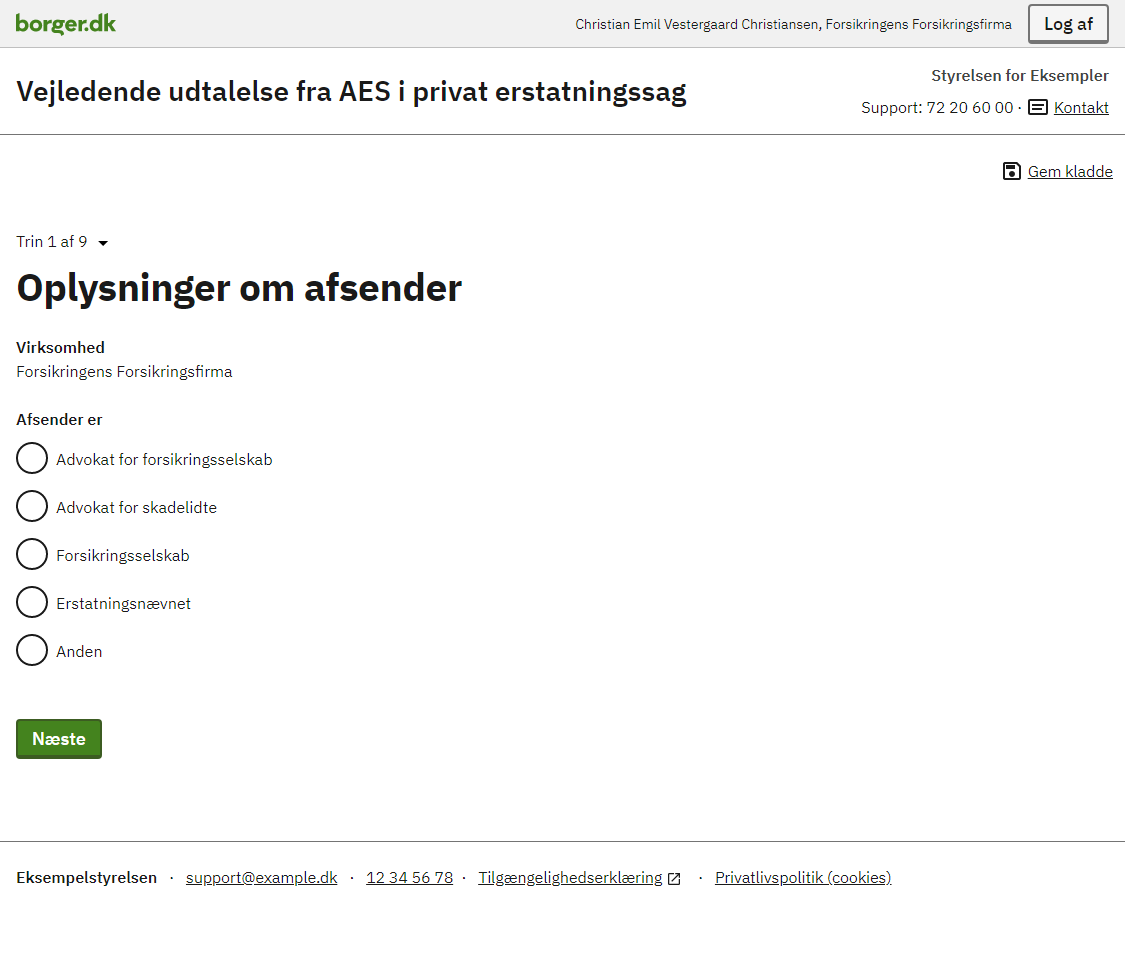 borger.dk
Christian Emil Vestergaard Christiansen, Forsikringens Forsikringsfirma
Log af
Vejledende udtalelse fra AES i privat erstatningssag
Styrelsen for Eksempler
Support: 72 20 60 00 · Kontakt
Gem kladde
Trin 1 af 9
Oplysninger om afsender
Virksomhed
Forsikringens Forsikringsfirma
Afsender er
Advokat for forsikringsselskab
Advokat for skadelidte
Forsikringsselskab
Erstatningsnævnet
Anden
Næste
Eksempelstyrelsen · support@example.dk · 12 34 56 78 · Tilgængelighedserklæring · Privatlivspolitik (cookies)